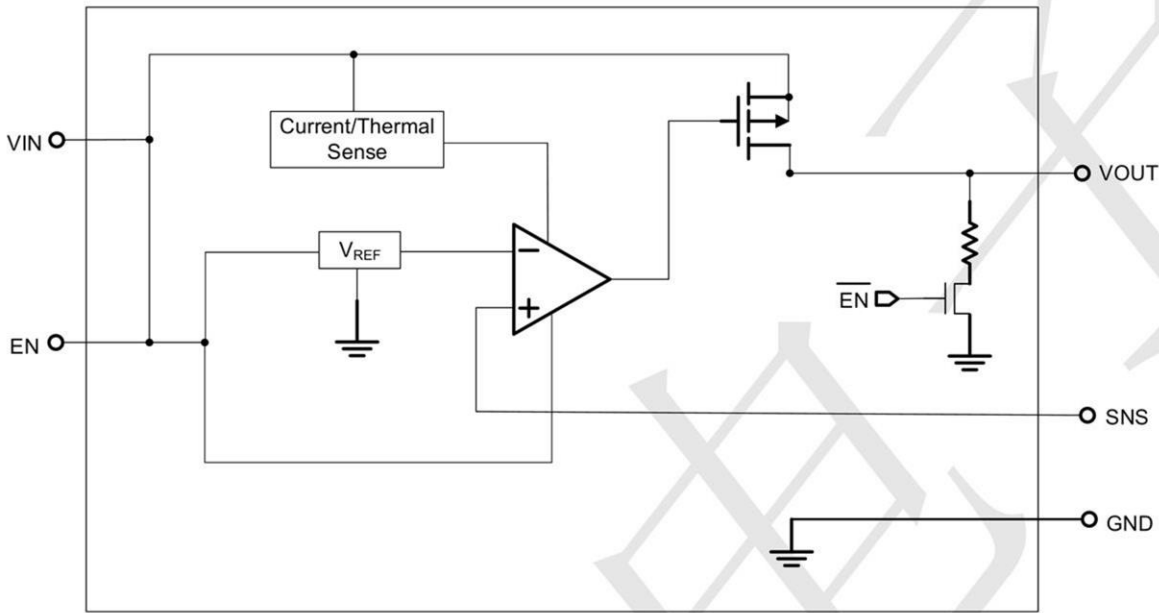 Current/Thermal
Sense
VIN
VOUT
VREF
EN
EN
SNS
GND